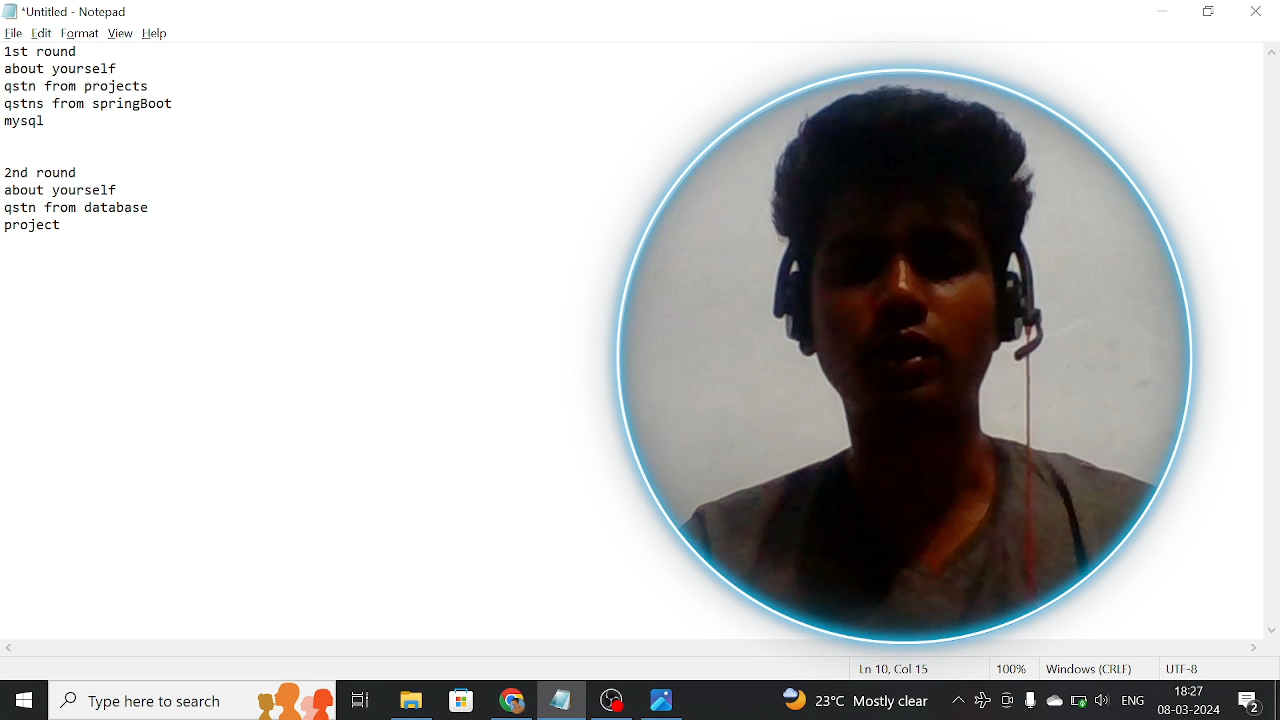 *Untitled - Notepad
File Edit Format View Help
1st round
about yourself
qstn from projects
qstns from springBoot
mysql
2nd round
about yourself
qstn from database
project
Ln 10, Col 15
100%
Windows (CRLF)
UTF-8
Type here to search
23°C Mostly clear
ENG
18:27
08-03-2024
2